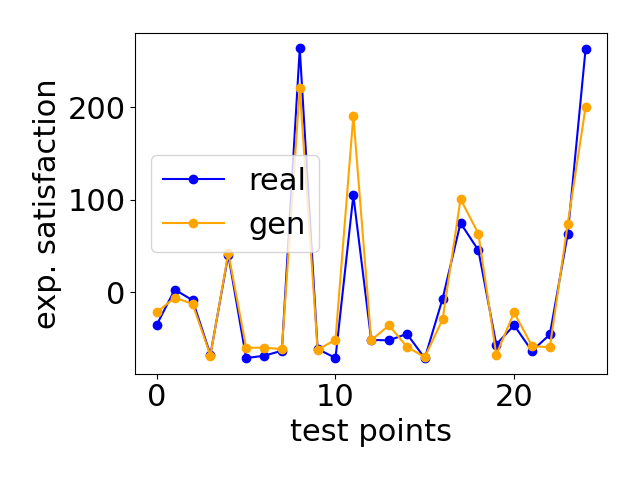 exp. satisfaction
200
100
0
real
gen
0 10 20
test points